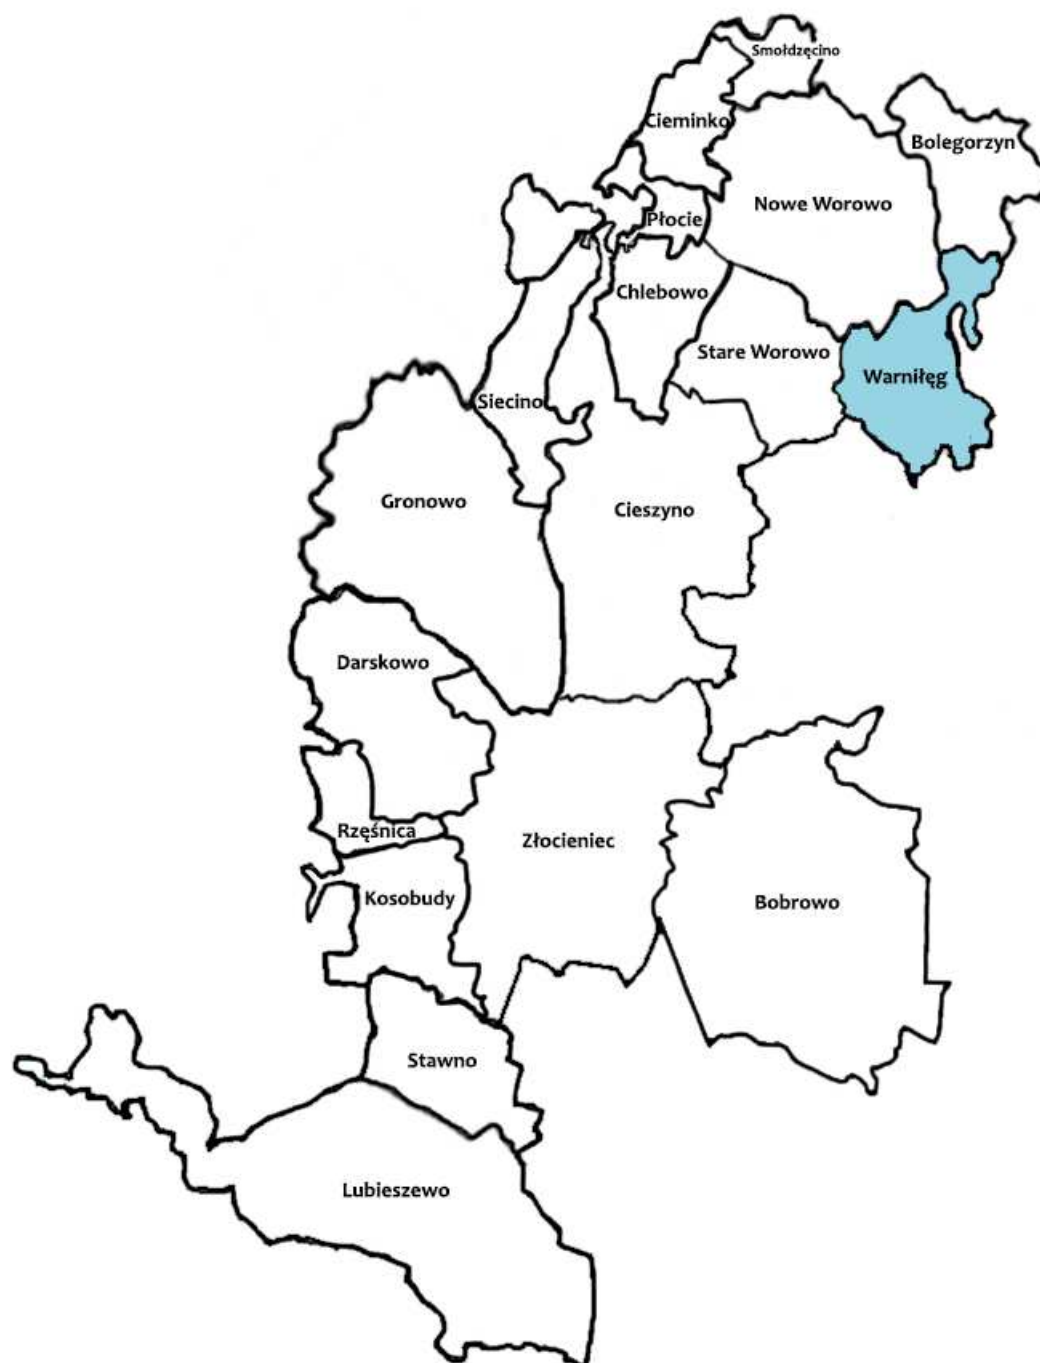 Smołdzęcino
Cieminko
Bolegorzyn
Nowe Worowo
Płocie
Chlebowo
Stare Worowo
Warniłęg
Siecino
Gronowo
Cieszyno
Darskowo
Rzęśnica
Złocieniec
Kosobudy
Bobrowo
Stawno
Lubieszewo